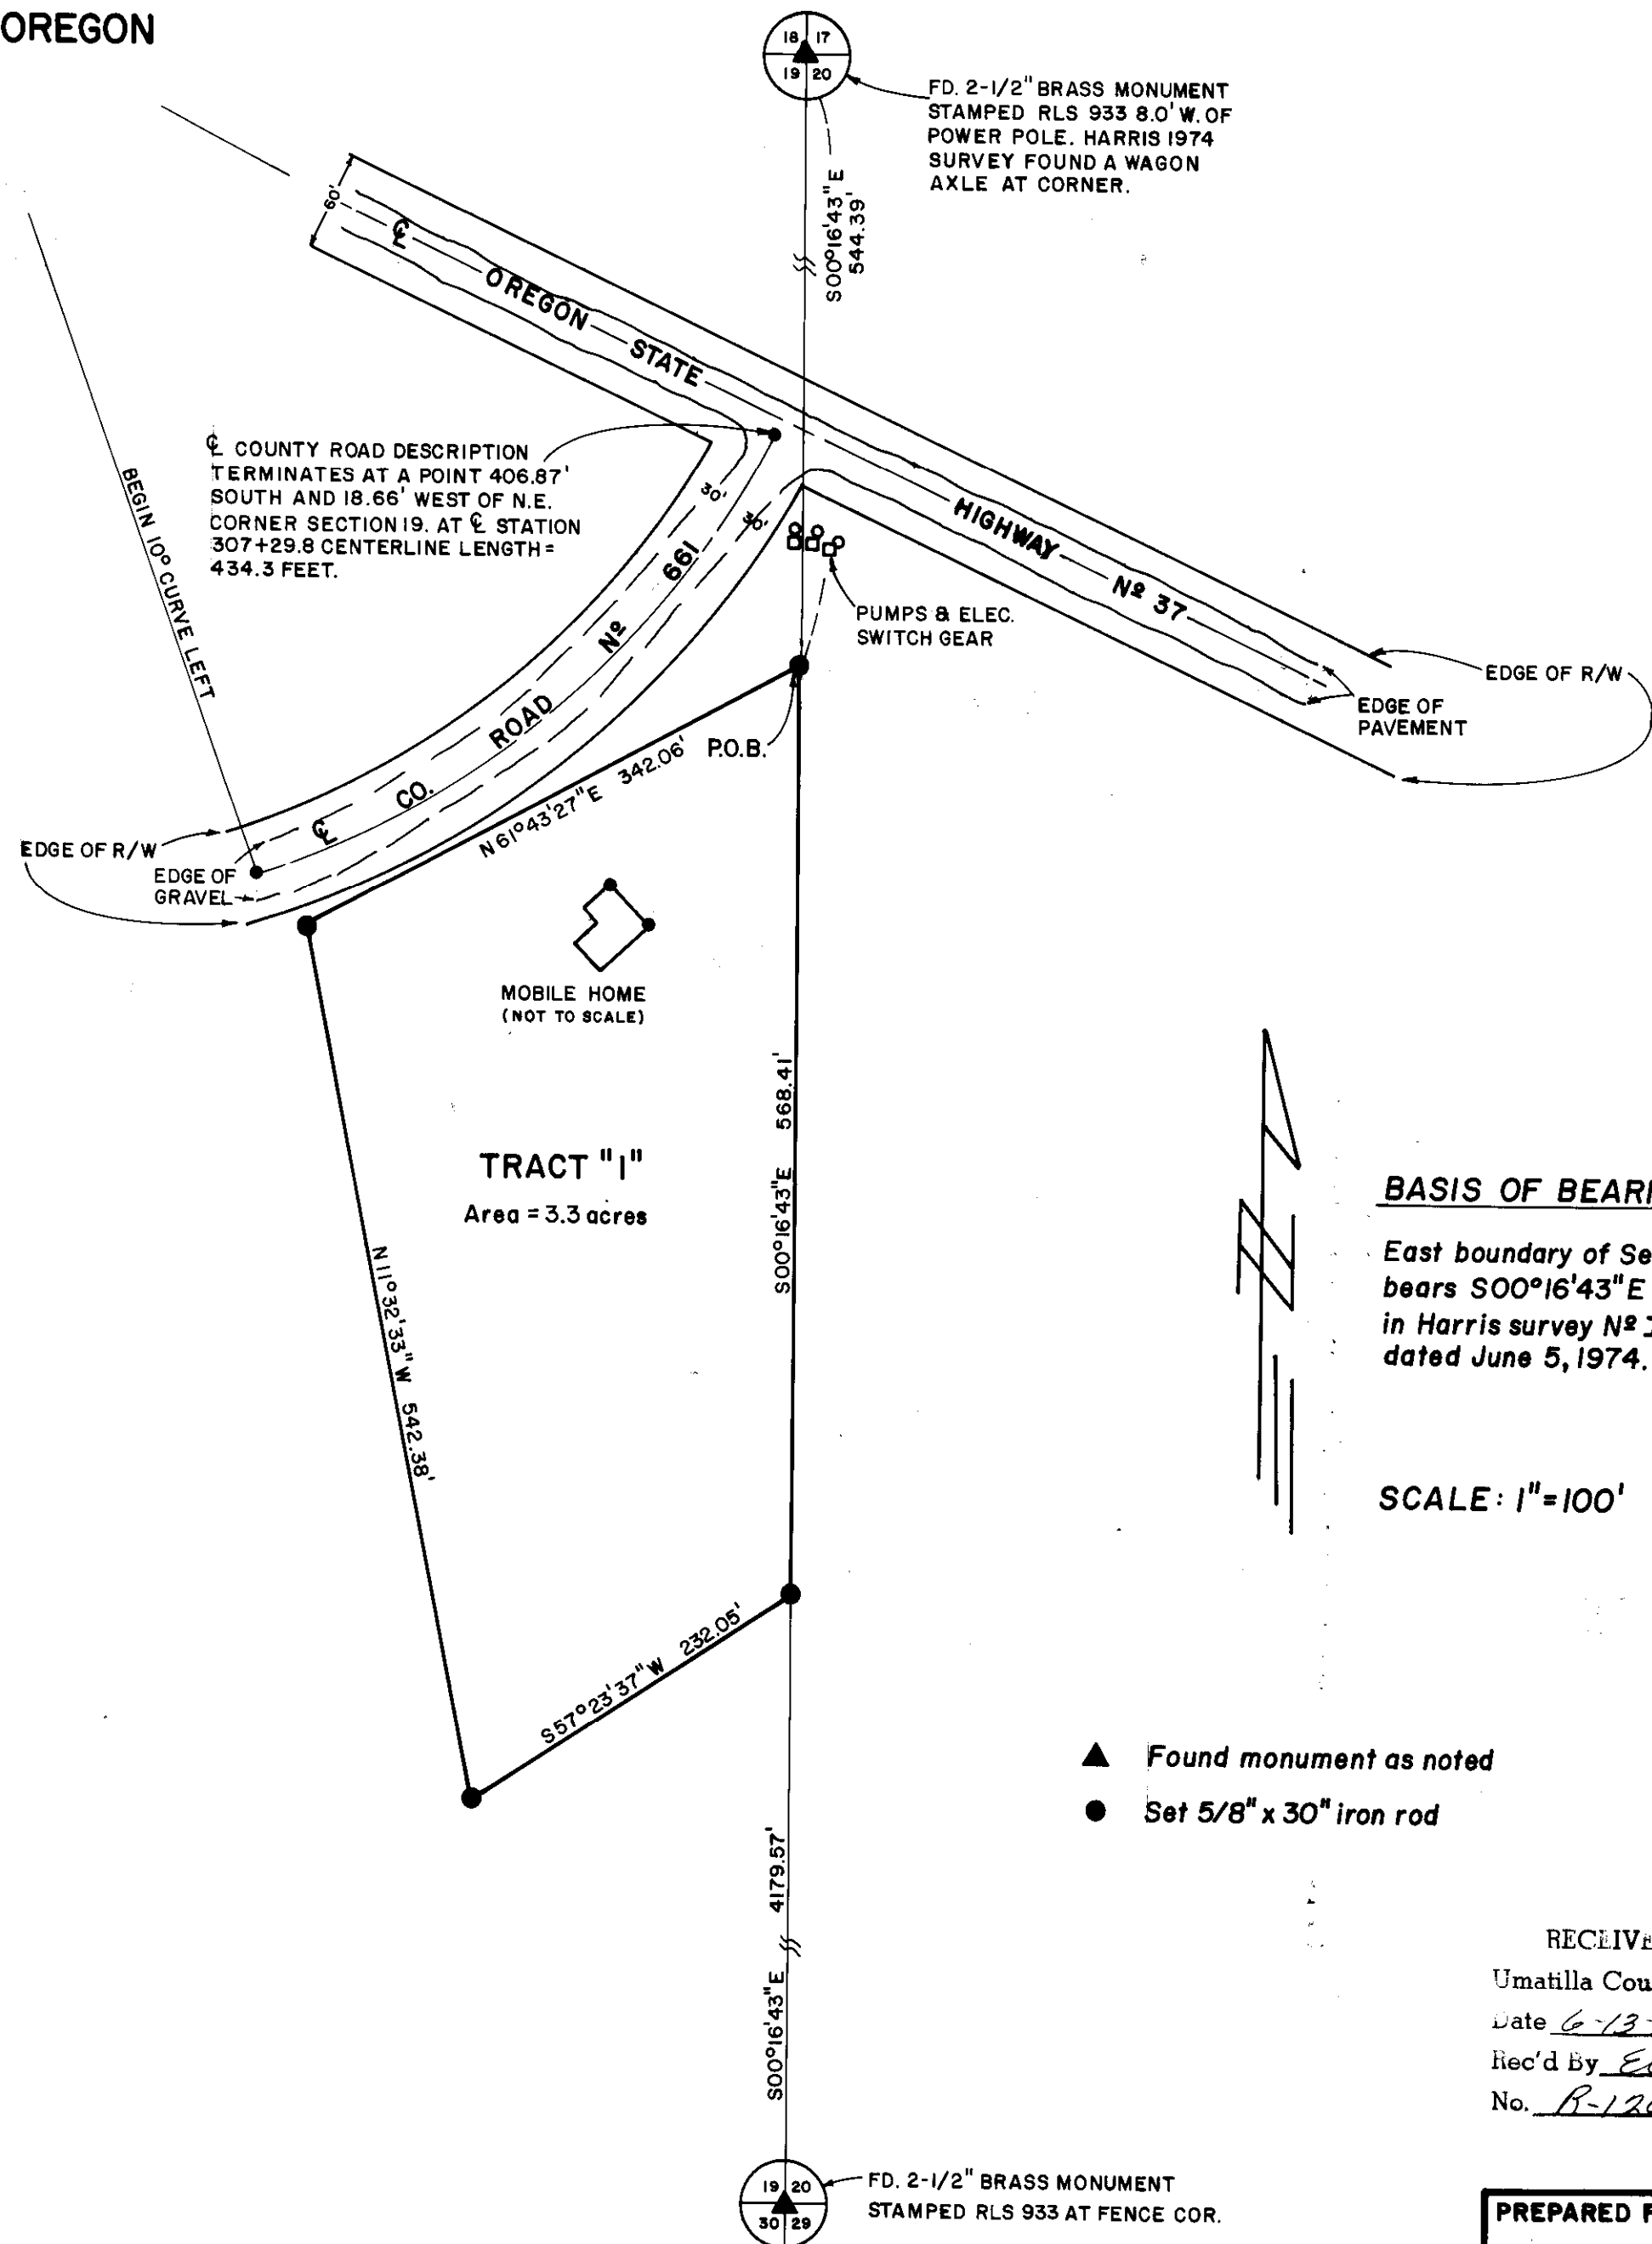 OREGON
18 17
19 20
FD. 2-1/2" BRASS MONUMENT
STAMPED RLS 933 8.0' W. OF
POWER POLE. HARRIS 1974
SURVEY FOUND A WAGON
AXLE AT CORNER.
S00°16'43"E
544.39'
60'
℄ OREGON STATE HIGHWAY Nº 37
℄ COUNTY ROAD DESCRIPTION
TERMINATES AT A POINT 406.87'
SOUTH AND 18.66' WEST OF N.E.
CORNER SECTION 19. AT ℄ STATION
307+29.8 CENTERLINE LENGTH =
434.3 FEET.
BEGIN 10° CURVE LEFT
30'
30'
℄ CO. ROAD Nº 661
PUMPS & ELEC.
SWITCH GEAR
EDGE OF R/W
EDGE OF
PAVEMENT
P.O.B.
N61°43'27"E 342.06'
EDGE OF R/W
EDGE OF
GRAVEL
MOBILE HOME
(NOT TO SCALE)
S00°16'43"E 568.41'
TRACT "1"
Area = 3.3 acres
N11°32'33"W 542.38'
BASIS OF
East boundary of
bears S00°16'43"E
in Harris survey Nº
dated June 5, 1974.
SCALE: 1"=100'
S57°23'37"W 232.05'
▲ Found monument as noted
● Set 5/8" x 30" iron rod
S00°16'43"E 4179.57'
Umatilla
Date 6-13-
Rec'd By
No. R-12
19 20
30 29
FD. 2-1/2" BRASS MONUMENT
STAMPED RLS 933 AT FENCE COR.
PREPARED